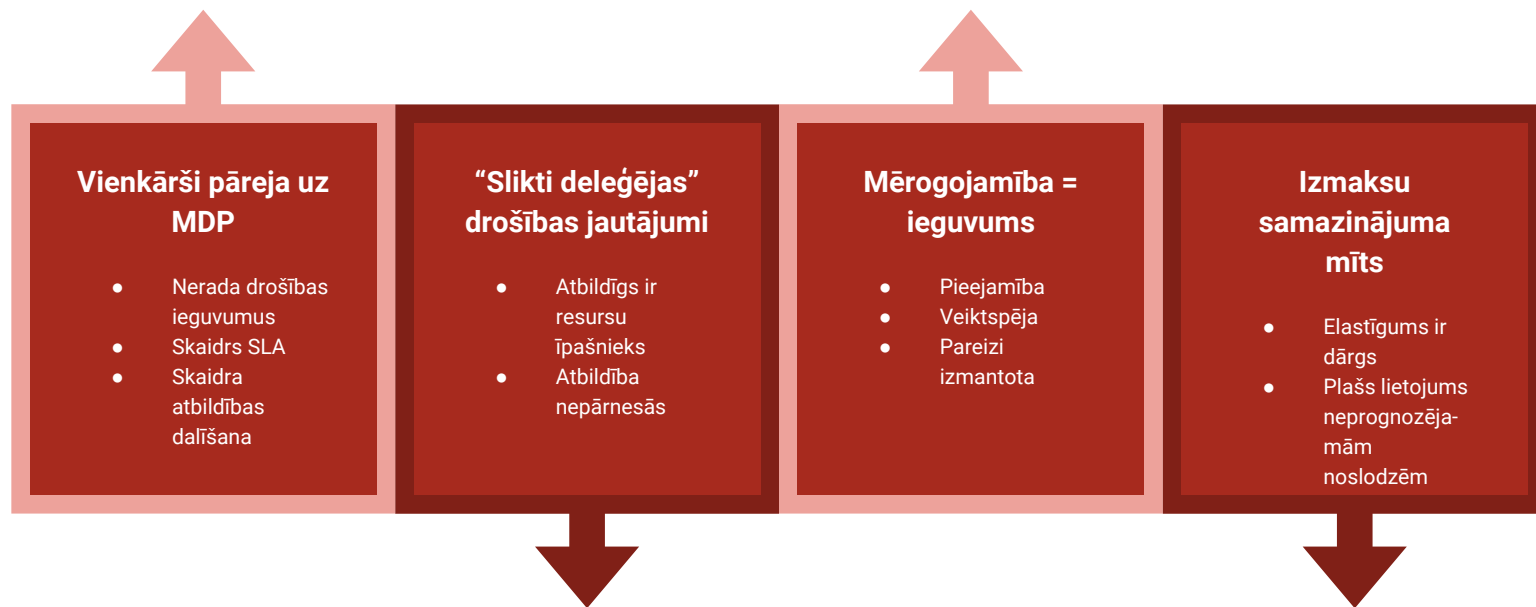 Vienkārši pāreja uz
MDP
● Nerada drošības
ieguvumus
● Skaidrs SLA
● Skaidra
atbildības
dalīšana
“Slikti deleģējas”
drošības jautājumi
● Atbildīgs ir
resursu
īpašnieks
● Atbildība
nepārnesās
Mērogojamība =
ieguvums
● Pieejamība
● Veiktspēja
● Pareizi
izmantota
Izmaksu
samazinājuma
mīts
● Elastīgums ir
dārgs
● Plašs lietojums
neprognozēja-
mām
noslodzēm